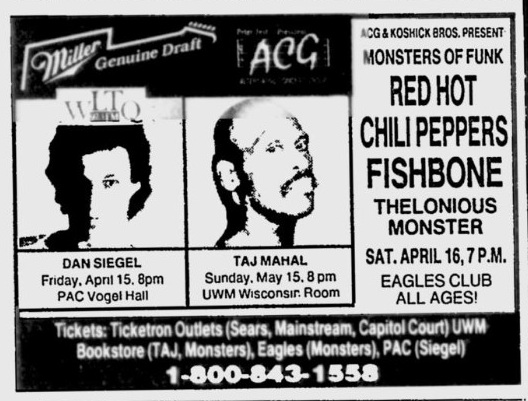 Miller
Genuine Draft
ACG
WLTQ
DAN SIEGEL
Friday, April 15, 8pm
PAC Vogel Hall
TAJ MAHAL
Sunday, May 15, 8 pm
UWM Wisconsin Room
ACG & KOSHICK BROS. PRESENT
MONSTERS OF FUNK
RED HOT
CHILI PEPPERS
FISHBONE
THELONIOUS
MONSTER
SAT. APRIL 16, 7 P.M.
EAGLES CLUB
ALL AGES!
Tickets: Ticketron Outlets (Sears, Mainstream, Capitol Court) UWM
Bookstore (TAJ, Monsters), Eagles (Monsters), PAC (Siegel)
1-800-843-1558